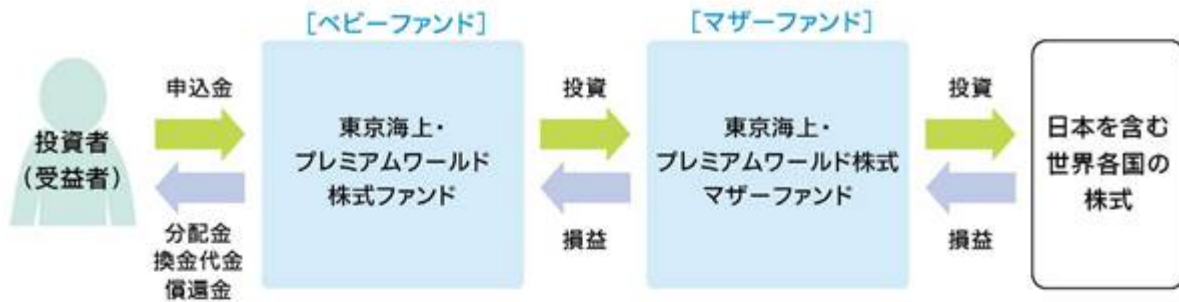 [ベビーファンド]
[マザーファンド]
申込金
投資
投資
投資者
(受益者)
東京海上・
プレミアムワールド
株式ファンド
東京海上・
プレミアムワールド株式
マザーファンド
日本を含む
世界各国の
株式
分配金
換金代金
償還金
損益
損益